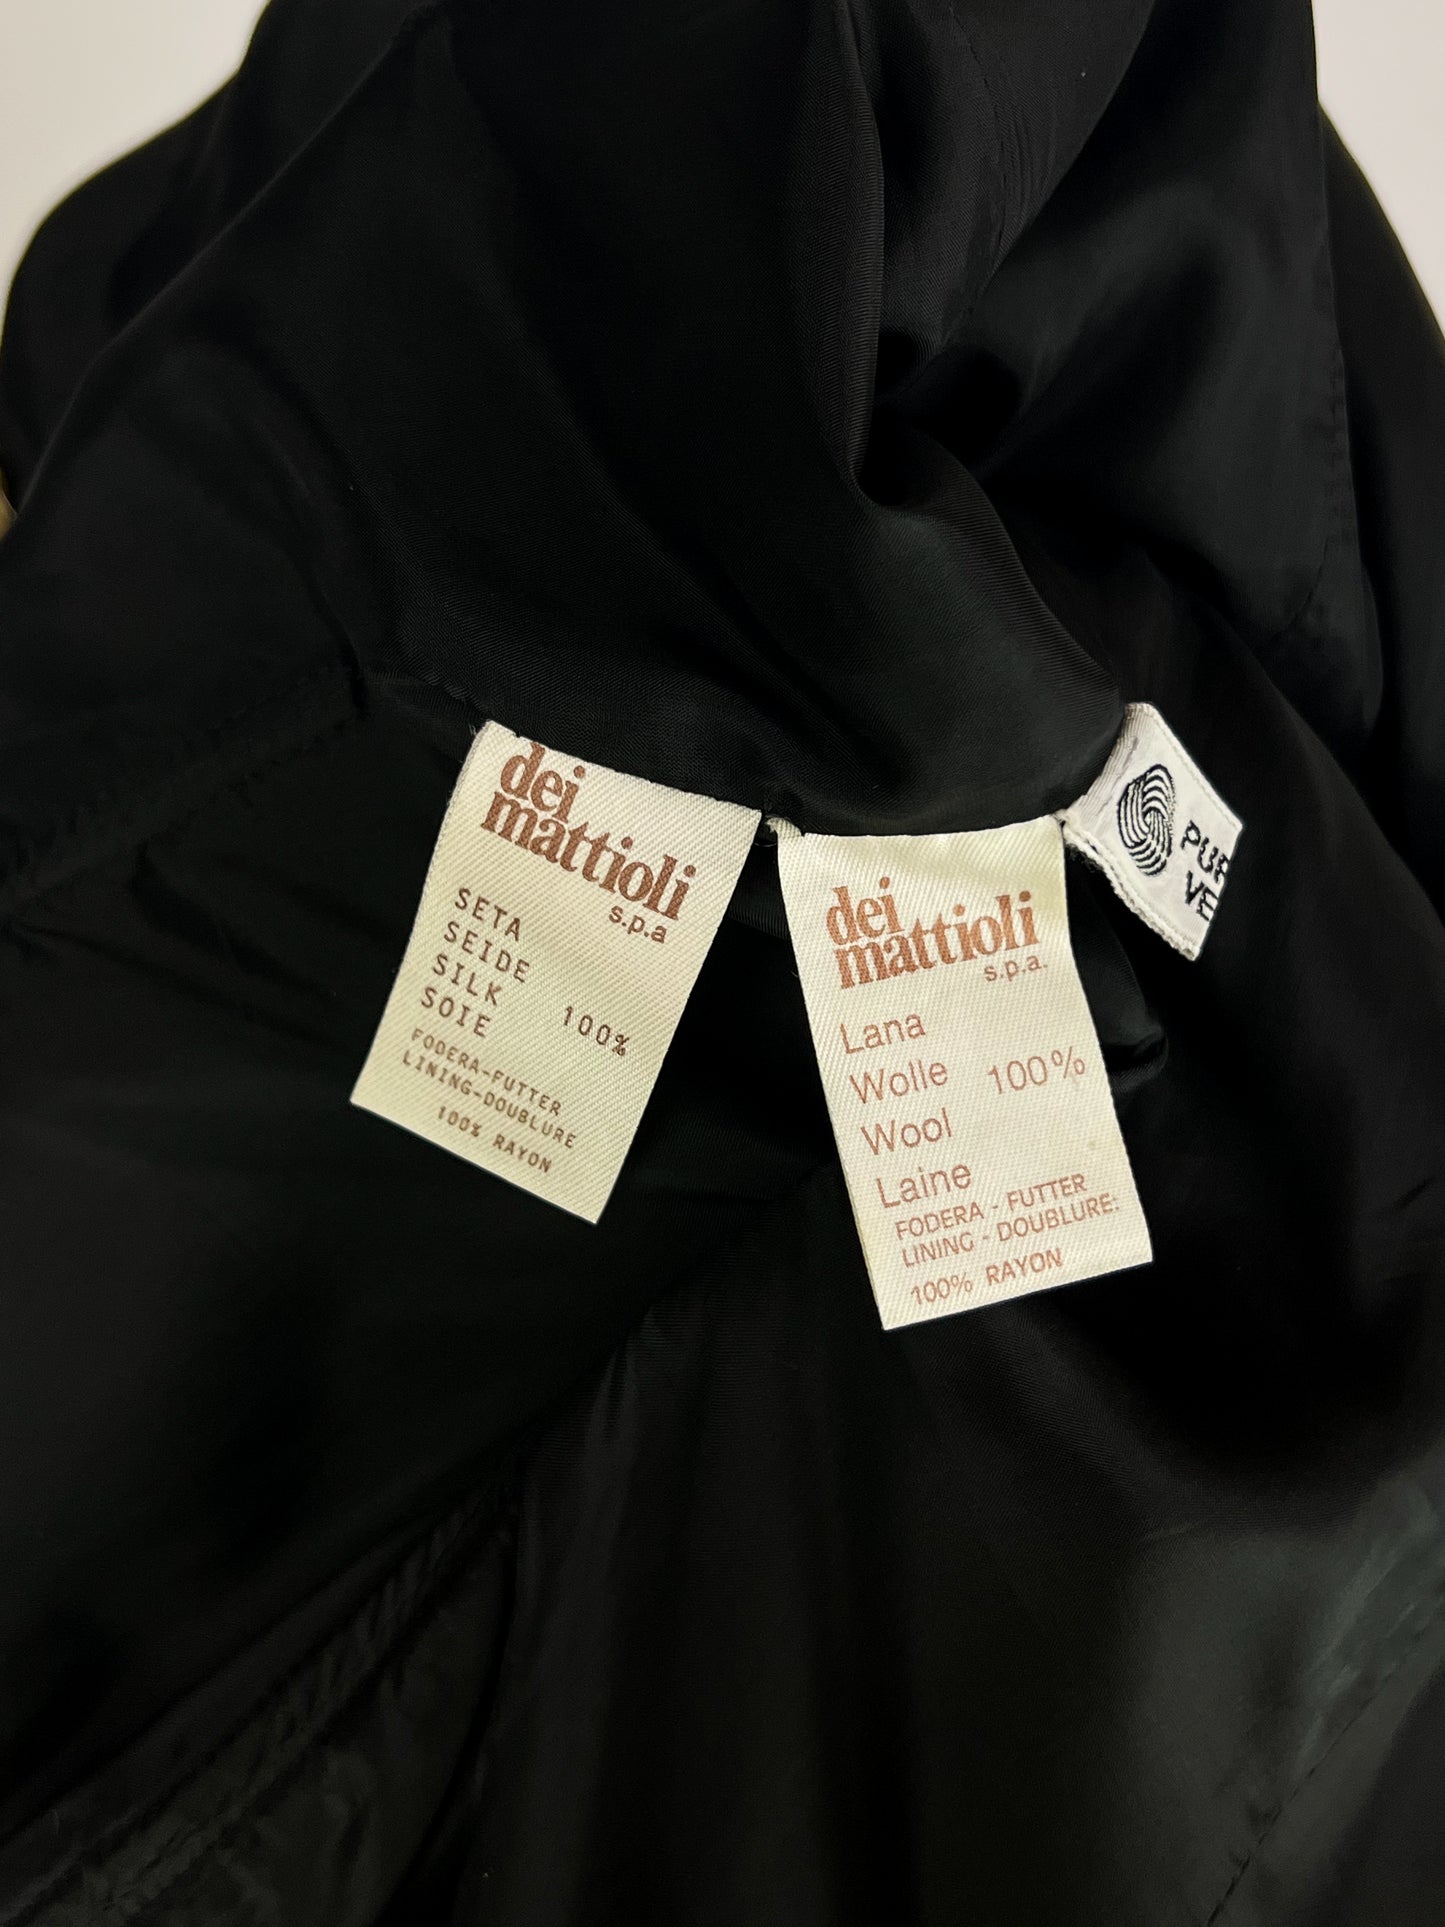 dei
mattioli
s.p.a
SETA
SEIDE
SILK 100%
SOIE
FODERA-FUTTER
LINING-DOUBLURE
100% RAYON
dei
mattioli
s.p.a.
Lana
Wolle 100%
Wool
Laine
FODERA - FUTTER
LINING - DOUBLURE:
100% RAYON